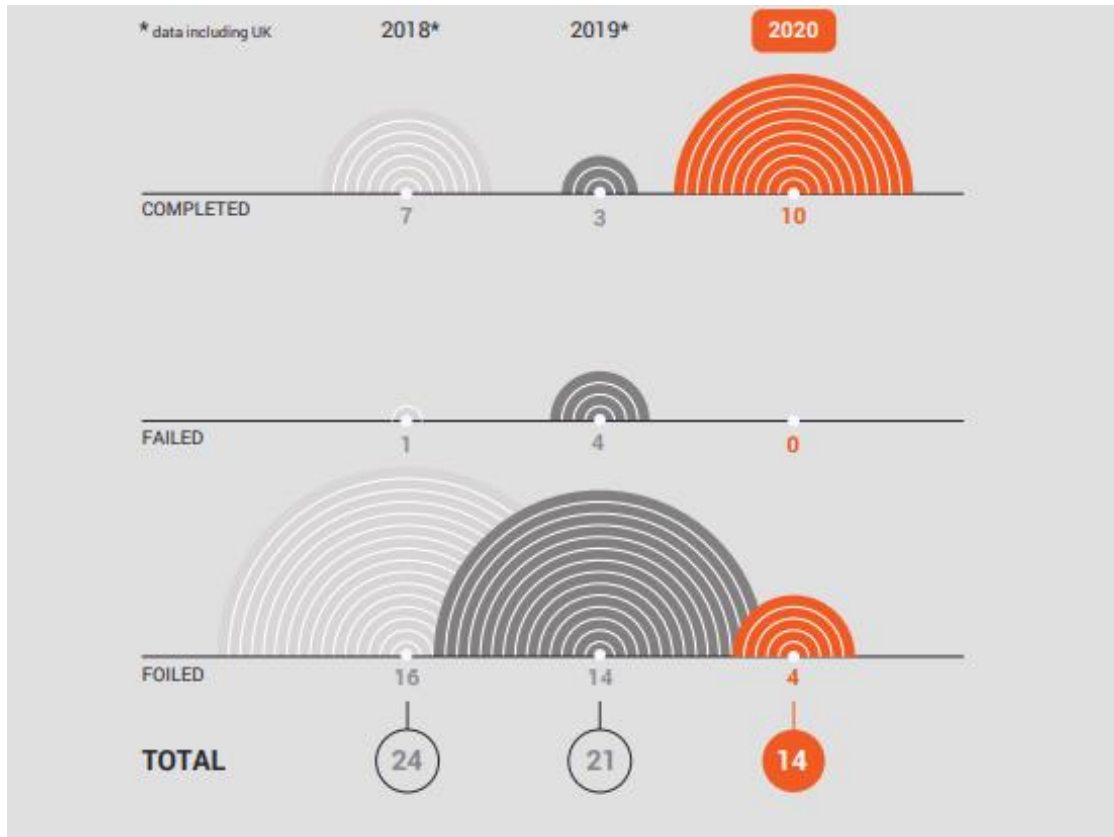 * data including UK 2018* 2019* 2020
COMPLETED 7 3 10
FAILED 1 4 0
FOILED 16 14 4
TOTAL 24 21 14